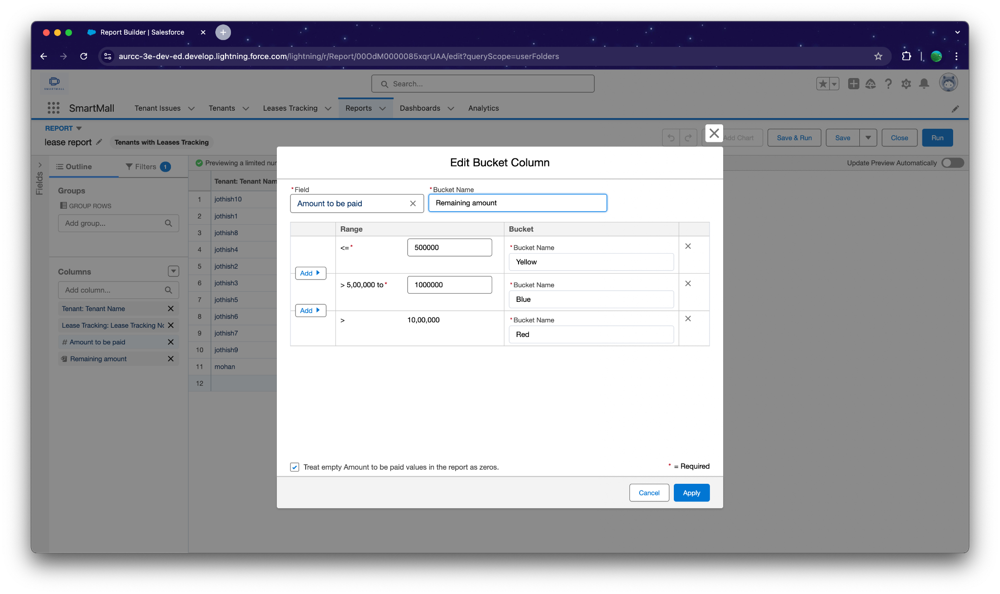 Report Builder | Salesforce
aurcc-3e-dev-ed.develop.lightning.force.com/lightning/r/Report/00OdM0000085xqrUAA/edit?queryScope=userFolders
SMARTMALL
Search...
SmartMall
Tenant Issues
Tenants
Leases Tracking
Reports
Dashboards
Analytics
REPORT
lease report
Tenants with Leases Tracking
Add Chart
Save & Run
Save
Close
Run
Fields
Outline
Filters 1
Previewing a limited nur
Update Preview Automatically
Groups
GROUP ROWS
Add group...
Columns
Add column...
Tenant: Tenant Name
Lease Tracking: Lease Tracking No
# Amount to be paid
Remaining amount
Tenant: Tenant Nam
1 jothish10
2 jothish1
3 jothish8
4 jothish4
5 jothish2
6 jothish3
7 jothish5
8 jothish6
9 jothish7
10 jothish9
11 mohan
12
Edit Bucket Column
* Field
Amount to be paid
* Bucket Name
Remaining amount
Range
Bucket
<= *
500000
* Bucket Name
Yellow
Add
> 5,00,000 to *
1000000
* Bucket Name
Blue
Add
>
10,00,000
* Bucket Name
Red
Treat empty Amount to be paid values in the report as zeros.
* = Required
Cancel
Apply